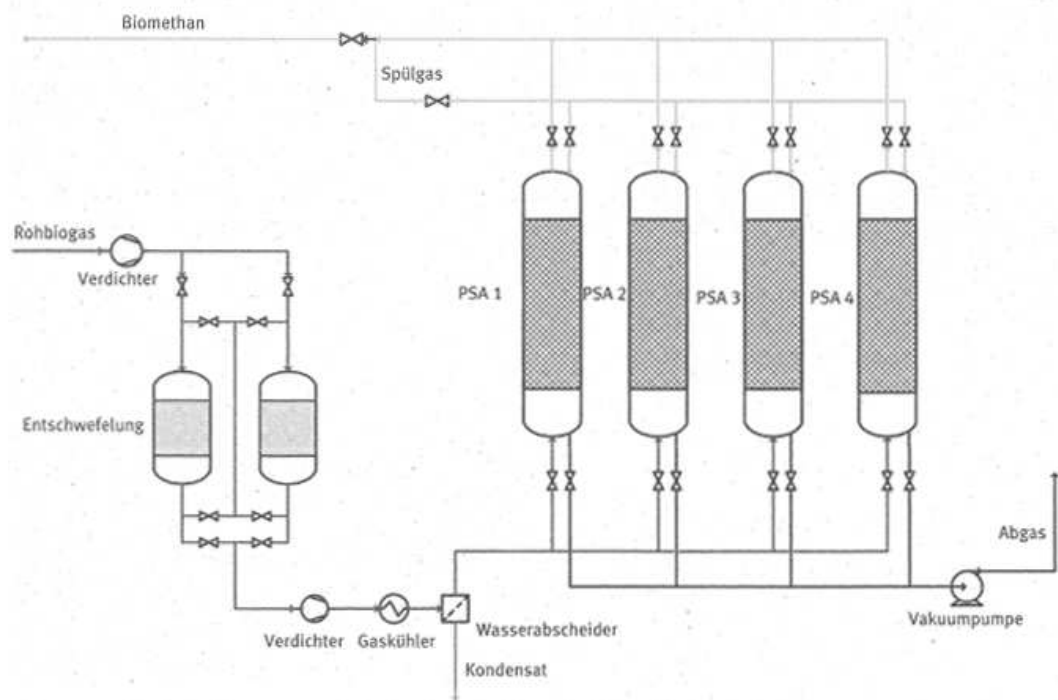 Biomethan
Spülgas
Rohbiogas
Verdichter
PSA 1
PSA 2
PSA 3
PSA 4
Entschwefelung
Abgas
Verdichter
Gaskühler
Wasserabscheider
Vakuumpumpe
Kondensat